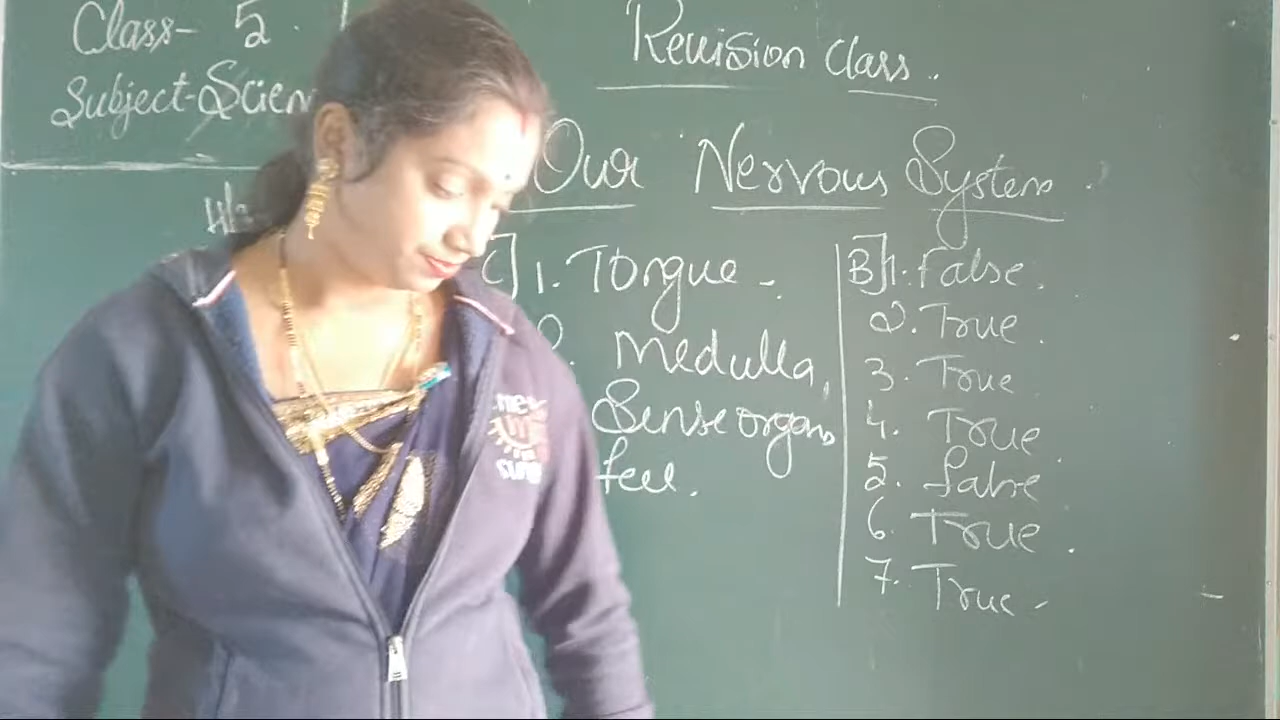 Class- 5
Subject-Scien
Revision Class.
Our Nervous System
C] 1. Tongue.
2. Medulla,
Sense organs
feel.
B] 1. False.
2. True.
3. True
4. True.
5. false
6. True.
7. True-